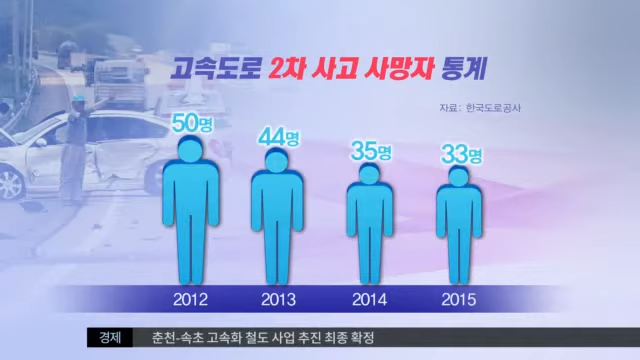 고속도로 2차 사고 사망자 통계
자료: 한국도로공사
50명 44명 35명 33명
2012 2013 2014 2015
경제 춘천-속초 고속화 철도 사업 추진 최종 확정